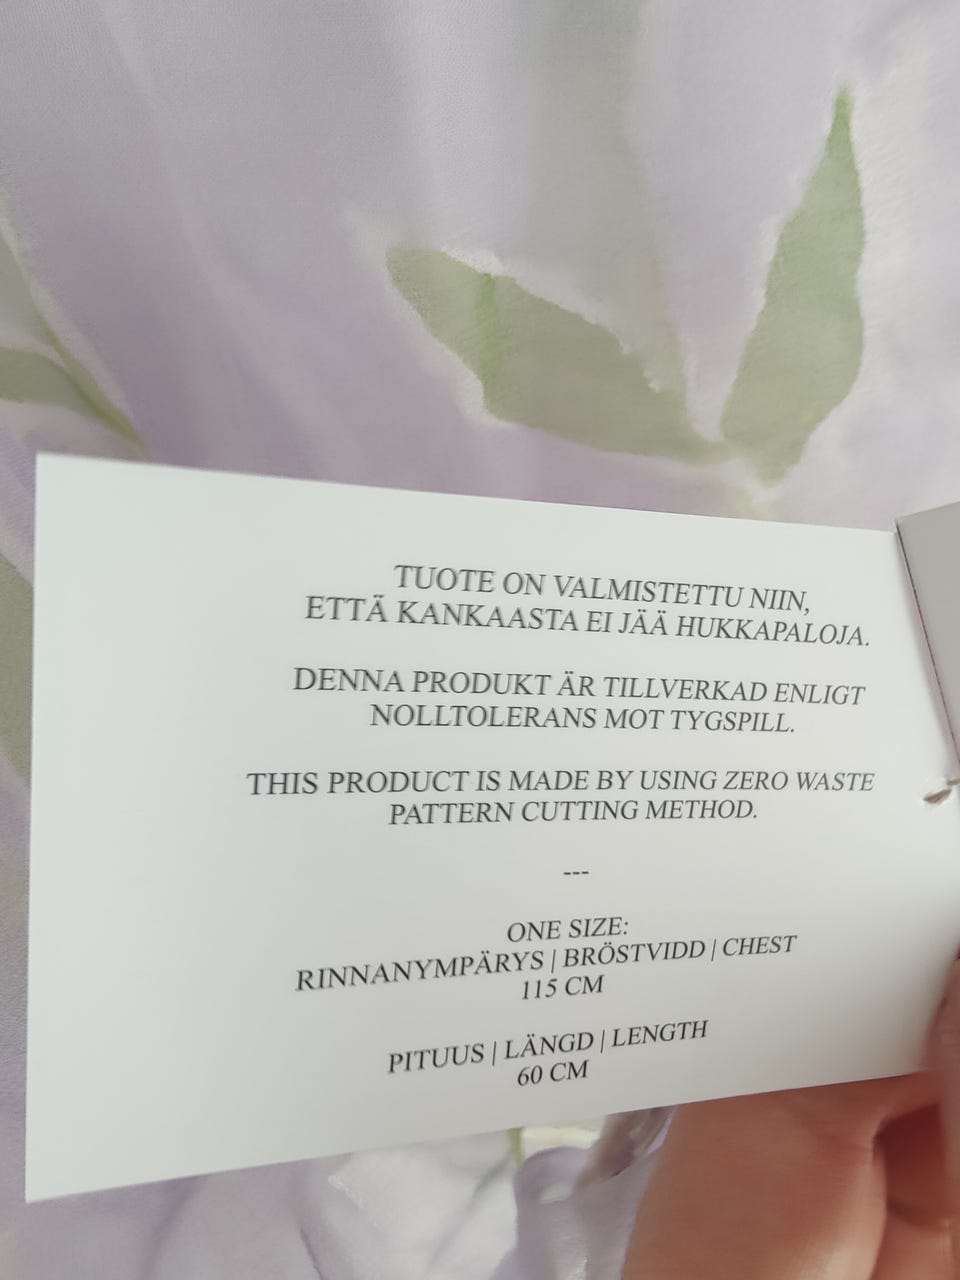 TUOTE ON VALMISTETTU NIIN,
ETTÄ KANKAASTA EI JÄÄ HUKKAPALOJA.
DENNA PRODUKT ÄR TILLVERKAD ENLIGT
NOLLTOLERANS MOT TYGSPILL.
THIS PRODUCT IS MADE BY USING ZERO WASTE
PATTERN CUTTING METHOD.
---
ONE SIZE:
RINNANYMPÄRYS | BRÖSTVIDD | CHEST
115 CM
PITUUS | LÄNGD | LENGTH
60 CM